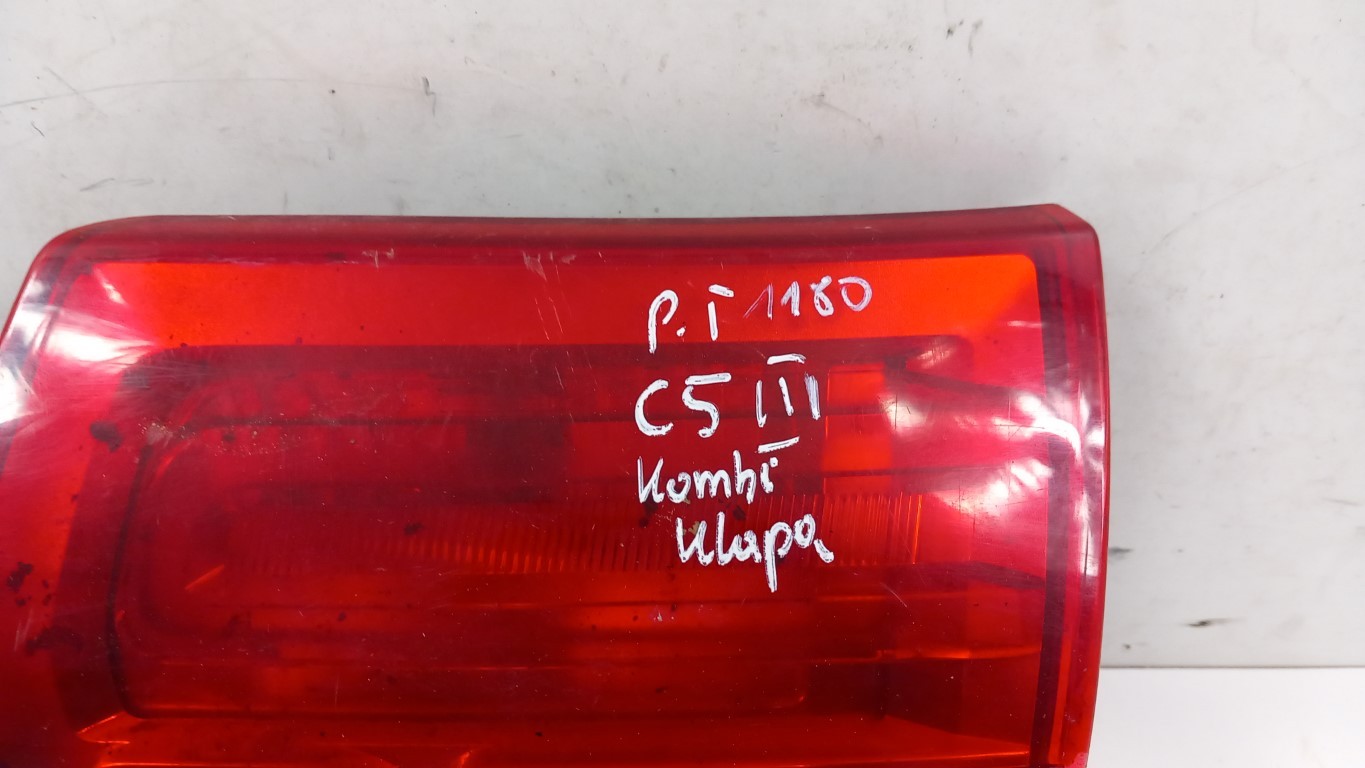 P.T 1180
C5 III
Kombi
Klapa